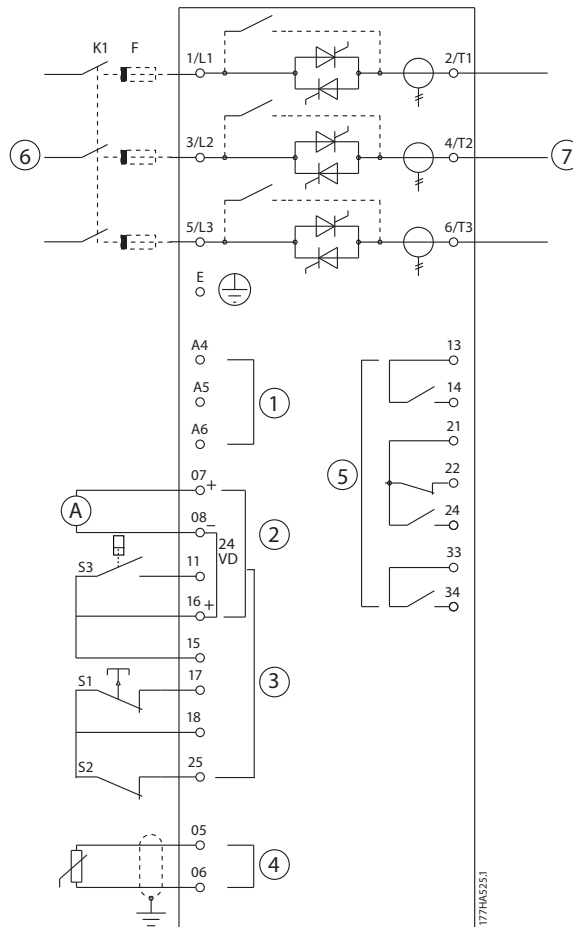 K1 F 1/L1 2/T1
6 3/L2 4/T2 7
5/L3 6/T3
E
A4 13
A5 1 14
A6 21
07 + 22
A 08 – 2 5 24
24 VD
S3 11 33
16 + 34
15
S1 17 3
18
S2 25
05
4
06
177HA525.1